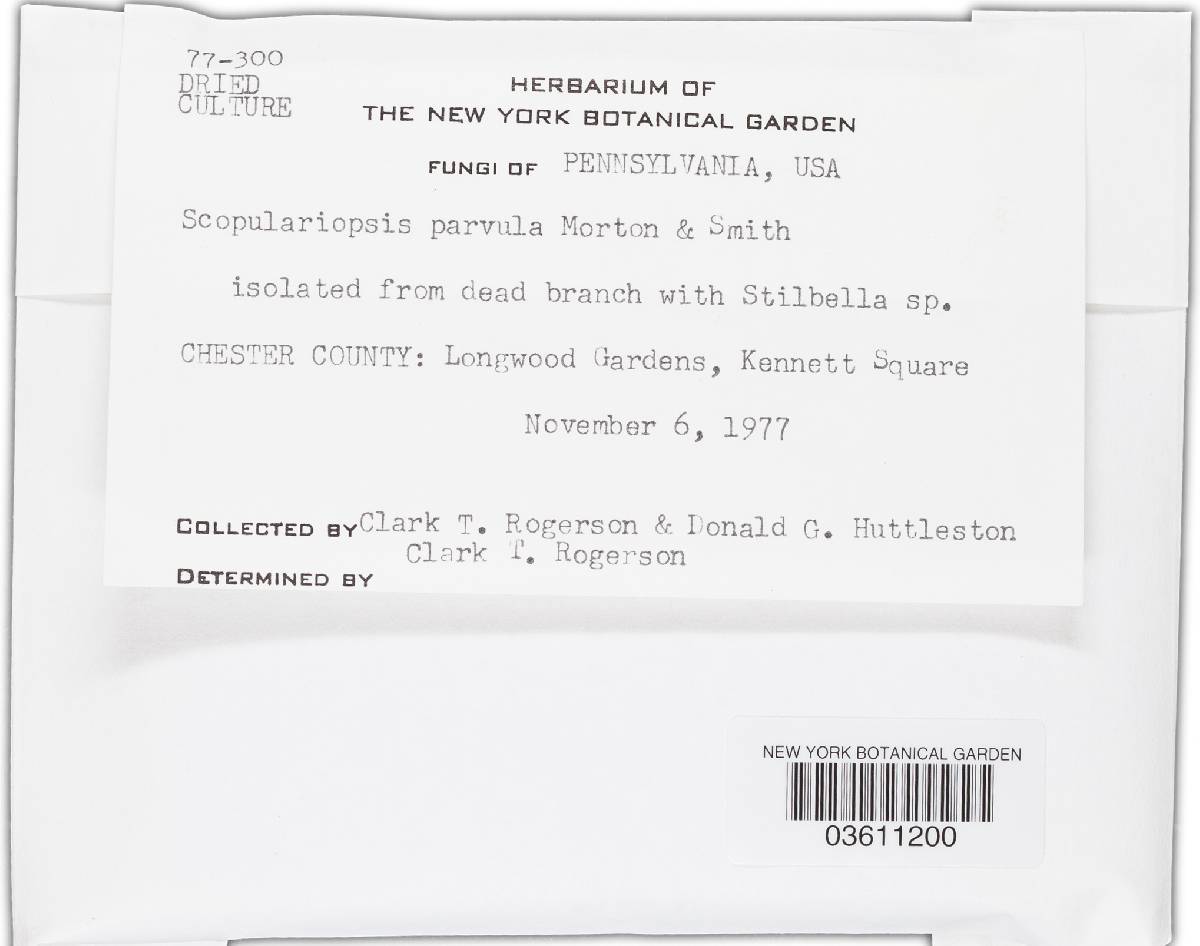 77-300
DRIED
CULTURE
HERBARIUM OF
THE NEW YORK BOTANICAL GARDEN
FUNGI OF PENNSYLVANIA, USA
Scopulariopsis parvula Morton & Smith
isolated from dead branch with Stilbella sp.
CHESTER COUNTY: Longwood Gardens, Kennett Square
November 6, 1977
COLLECTED BY Clark T. Rogerson & Donald G. Huttleston
Clark T. Rogerson
DETERMINED BY
NEW YORK BOTANICAL GARDEN
03611200